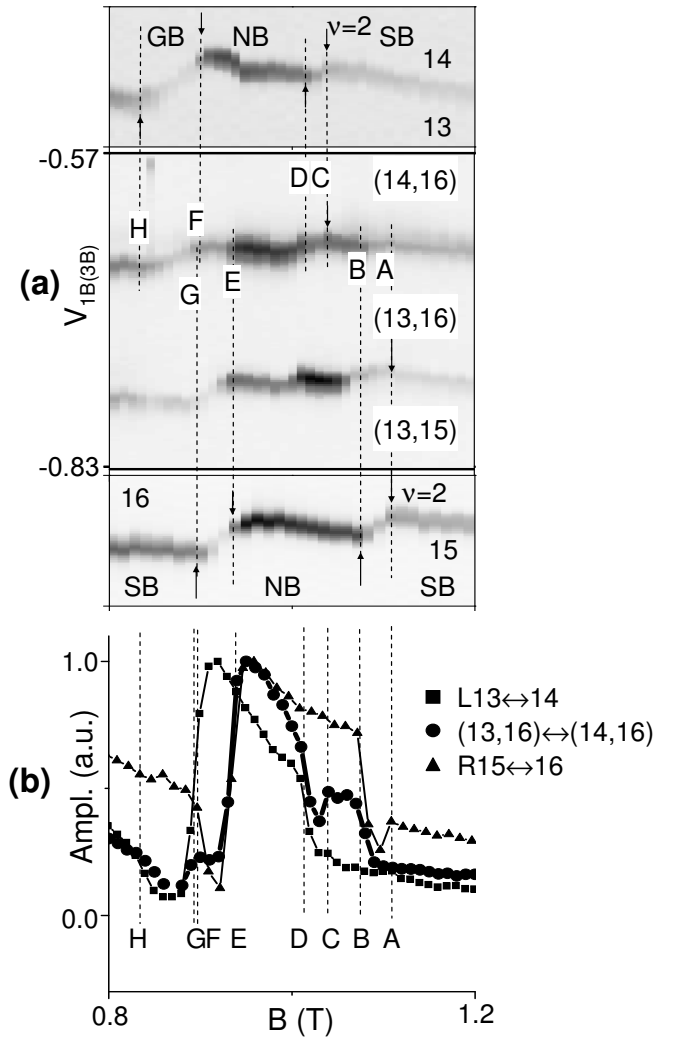 GB NB ν=2 SB
14
13
-0.57
D C (14,16)
H F
G E B A
(a) V1B(3B)
(13,16)
(13,15)
-0.83
16 ν=2
15
SB NB SB
1.0
L13↔14
(13,16)↔(14,16)
R15↔16
(b) Ampl. (a.u.)
0.0
H G F E D C B A
0.8 B (T) 1.2